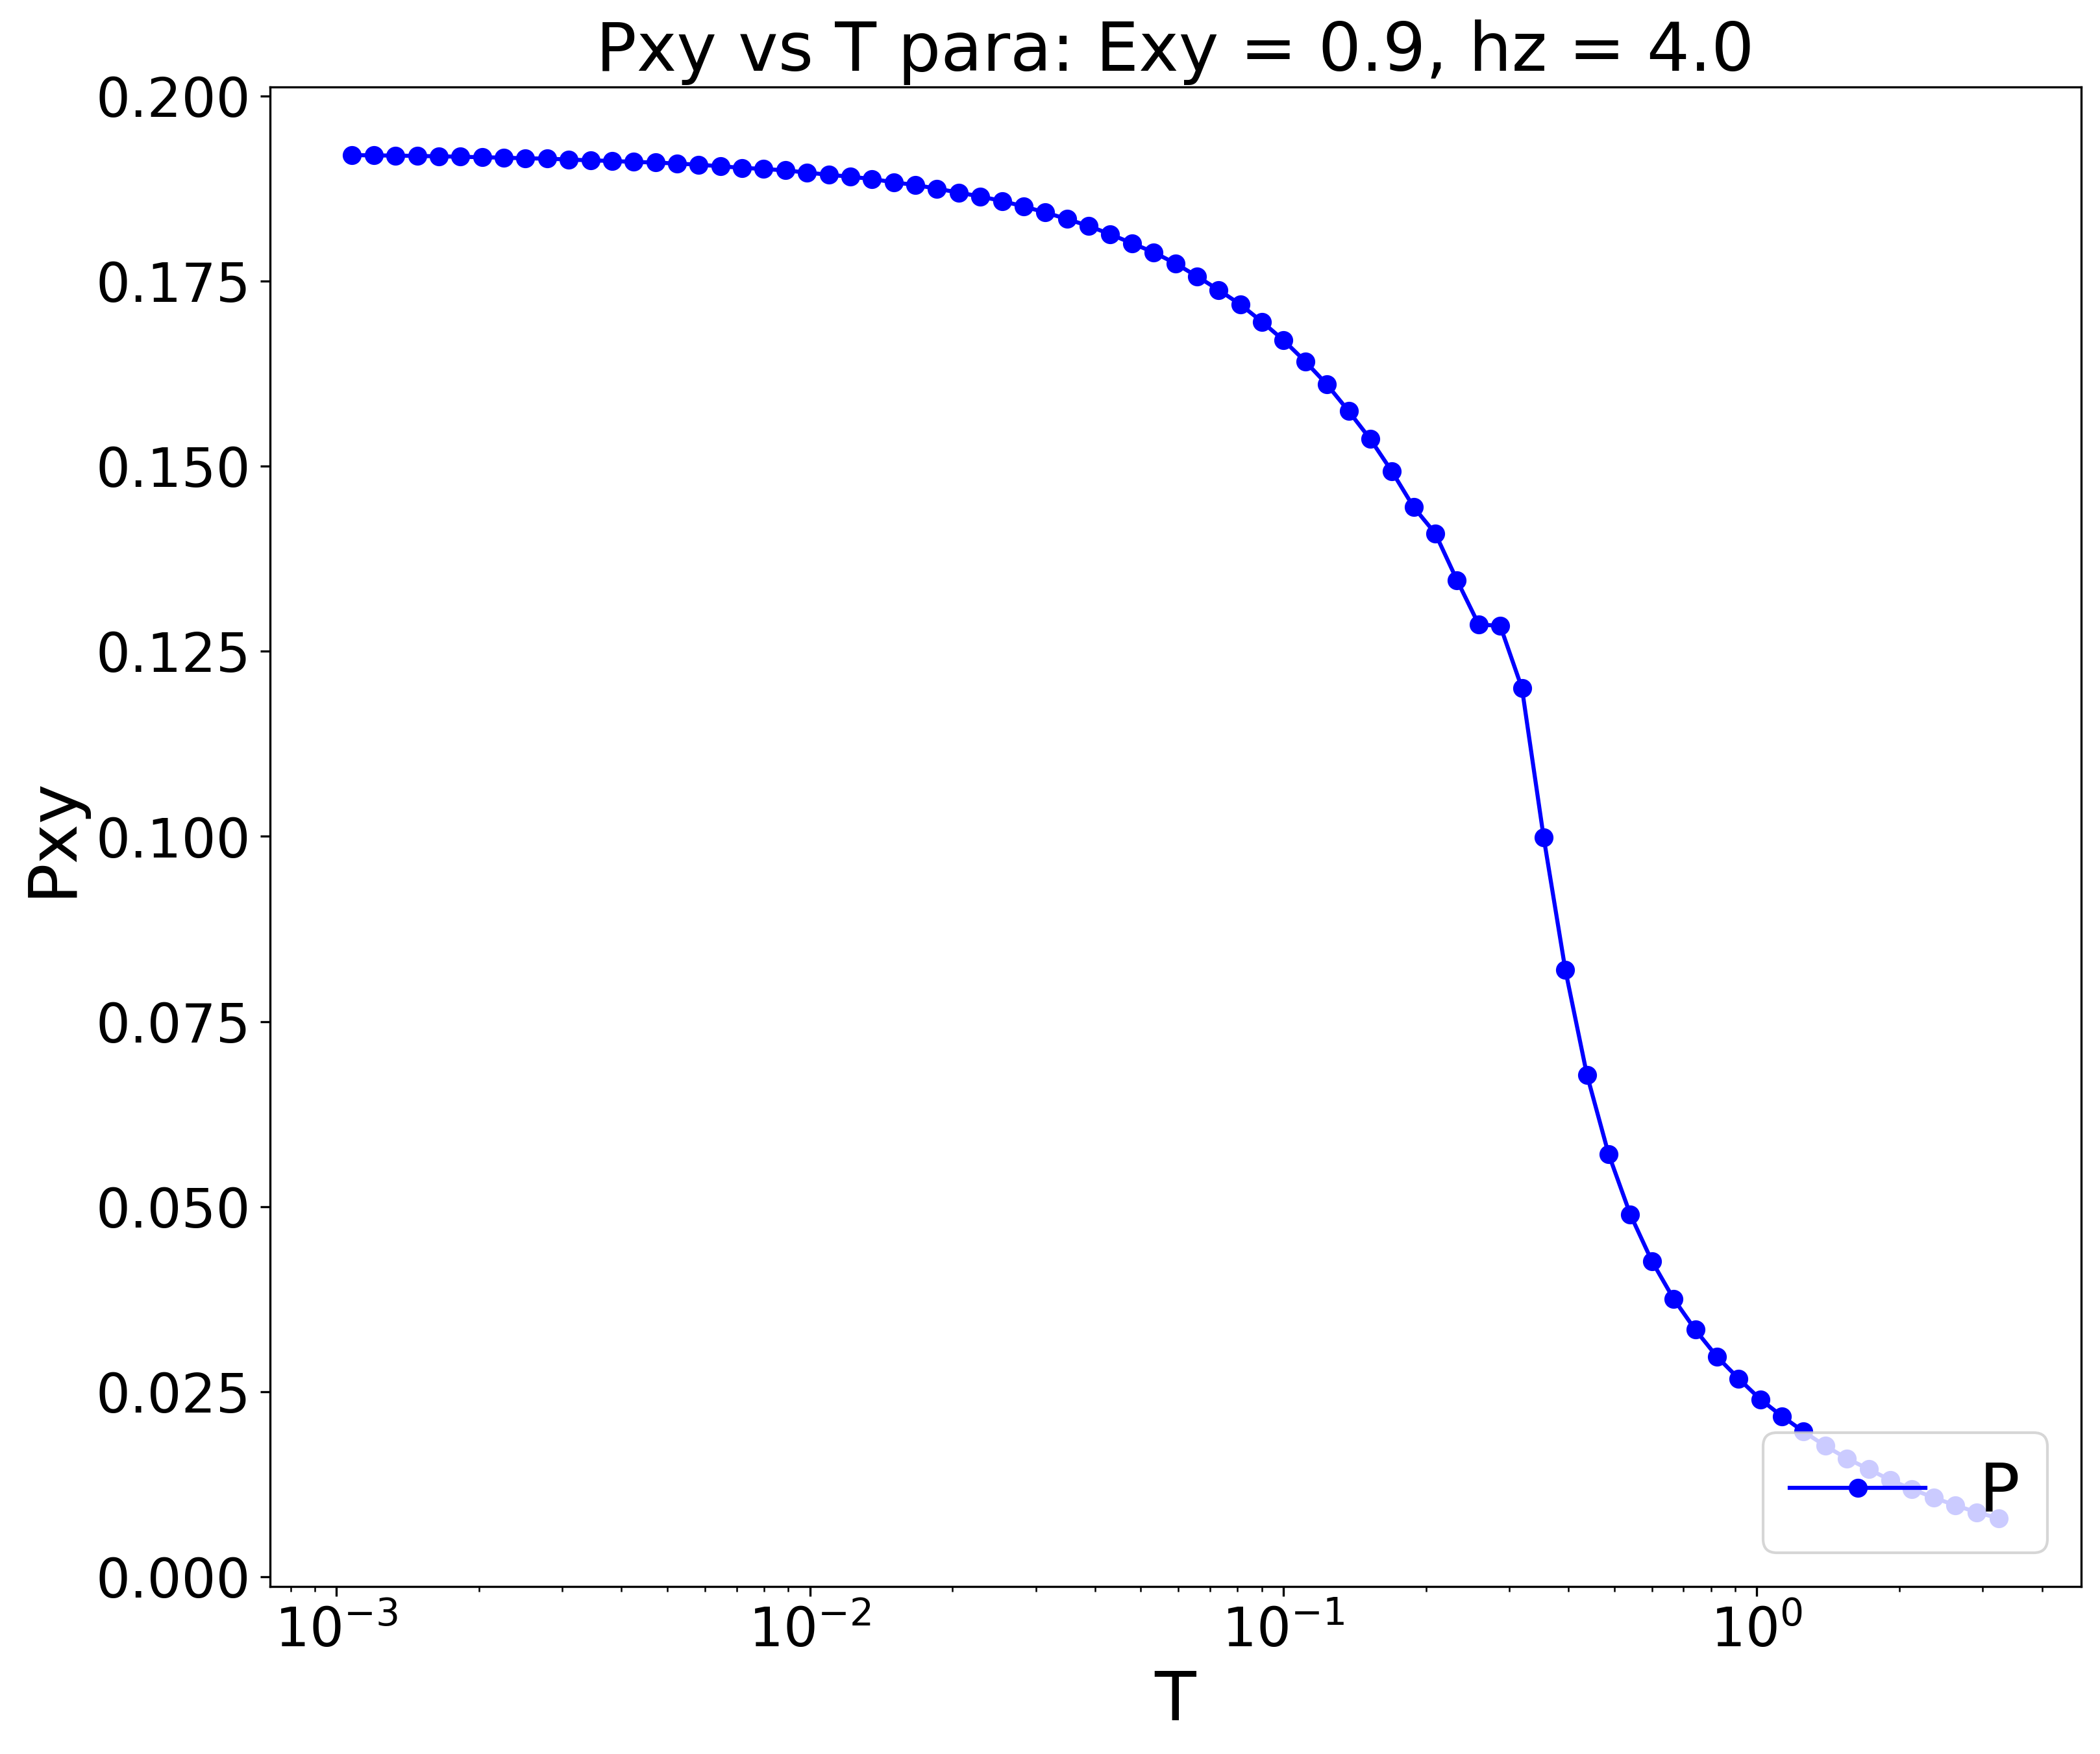 Pxy vs T para: Exy = 0.9, hz = 4.0
0.200
0.175
0.150
0.125
0.100
0.075
0.050
0.025
0.000
Pxy
P
10⁻³ 10⁻² 10⁻¹ 10⁰
T